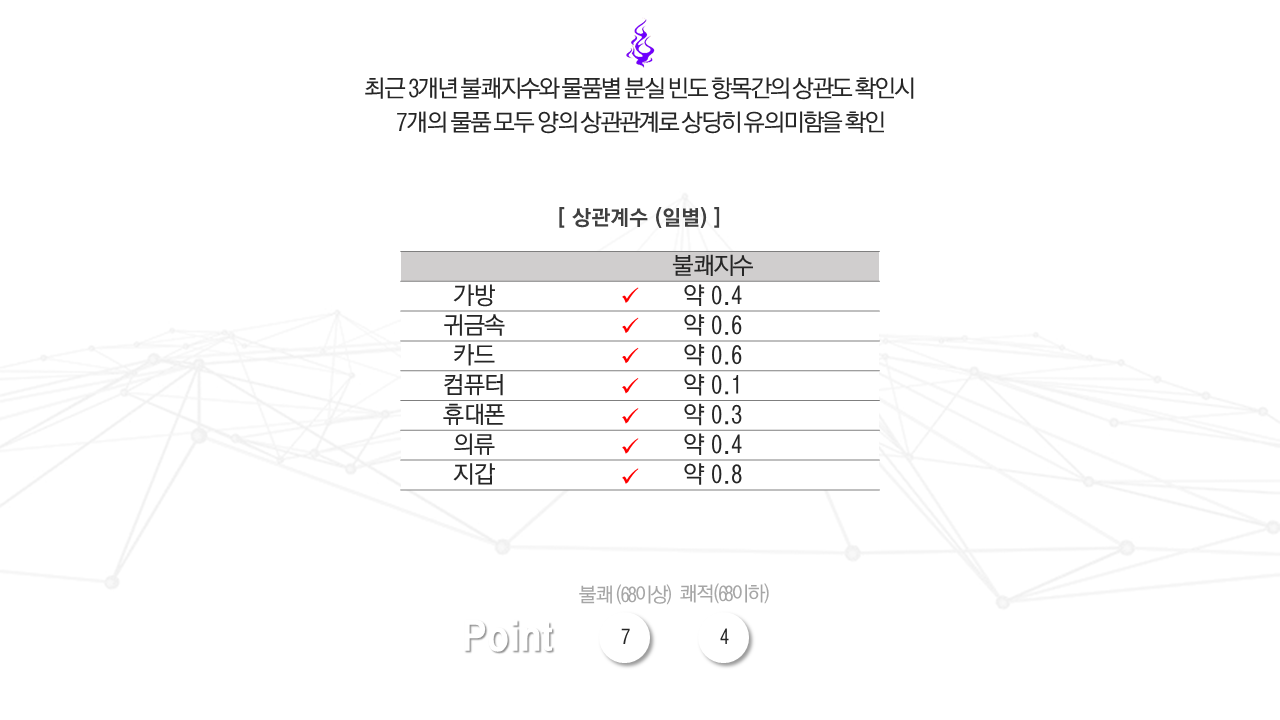 최근 3개년 불쾌지수와 물품별 분실 빈도 항목간의 상관도 확인시
7개의 물품 모두 양의 상관관계로 상당히 유의미함을 확인
[ 상관계수 (일별) ]
불쾌지수
가방 ✓ 약 0.4
귀금속 ✓ 약 0.6
카드 ✓ 약 0.6
컴퓨터 ✓ 약 0.1
휴대폰 ✓ 약 0.3
의류 ✓ 약 0.4
지갑 ✓ 약 0.8
불쾌 (68이상) 쾌적(68이하)
Point 7 4